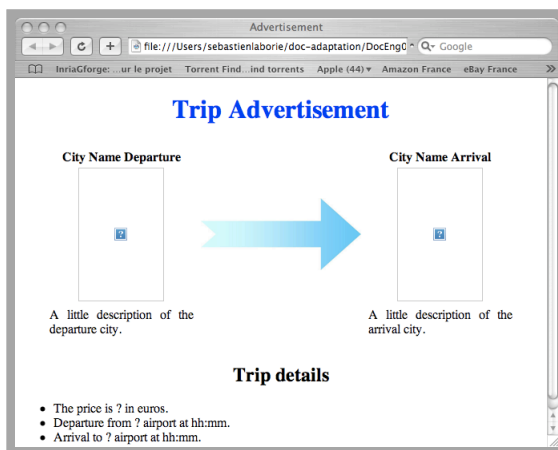 Advertisement
file:///Users/sebastienlaborie/doc-adaptation/DocEng0
Google
InriaGforge: ...ur le projet Torrent Find...ind torrents Apple (44) Amazon France eBay France
Trip Advertisement
City Name Departure
City Name Arrival
A little description of the
departure city.
A little description of the
arrival city.
Trip details
The price is ? in euros.
Departure from ? airport at hh:mm.
Arrival to ? airport at hh:mm.